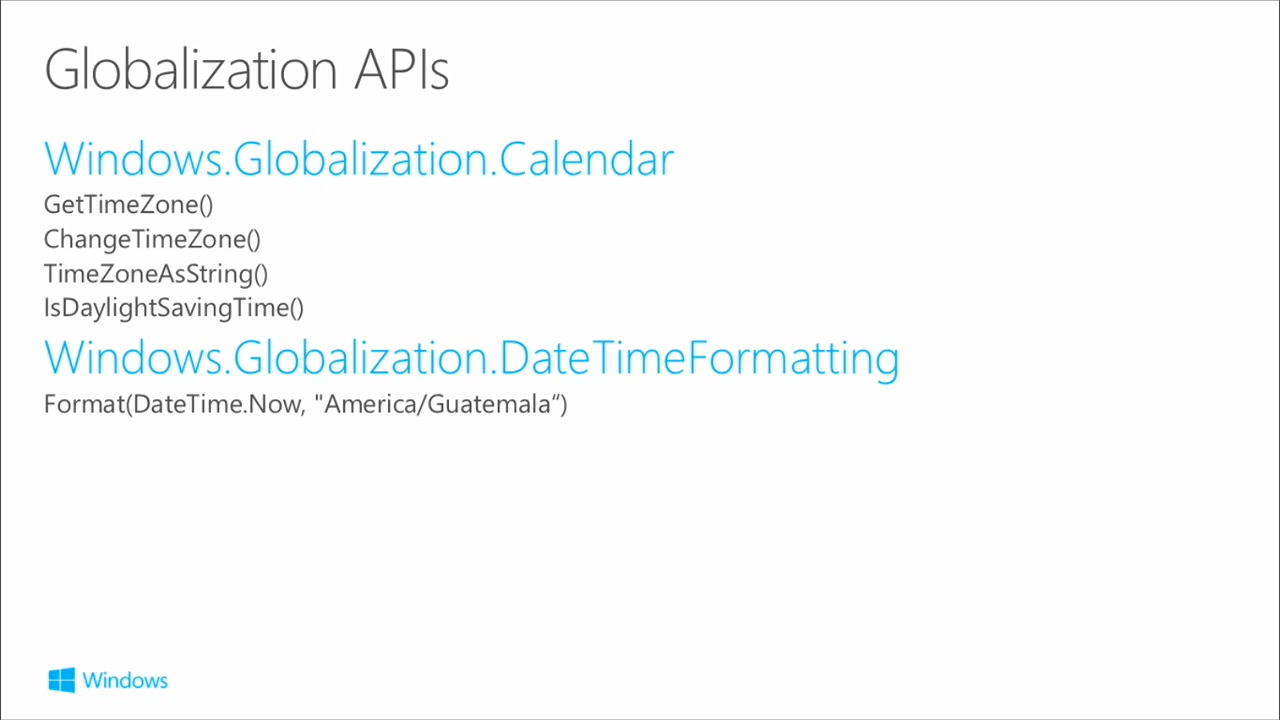 Globalization APIs
Windows.Globalization.Calendar
GetTimeZone()
ChangeTimeZone()
TimeZoneAsString()
IsDaylightSavingTime()
Windows.Globalization.DateTimeFormatting
Format(DateTime.Now, "America/Guatemala“)
Windows